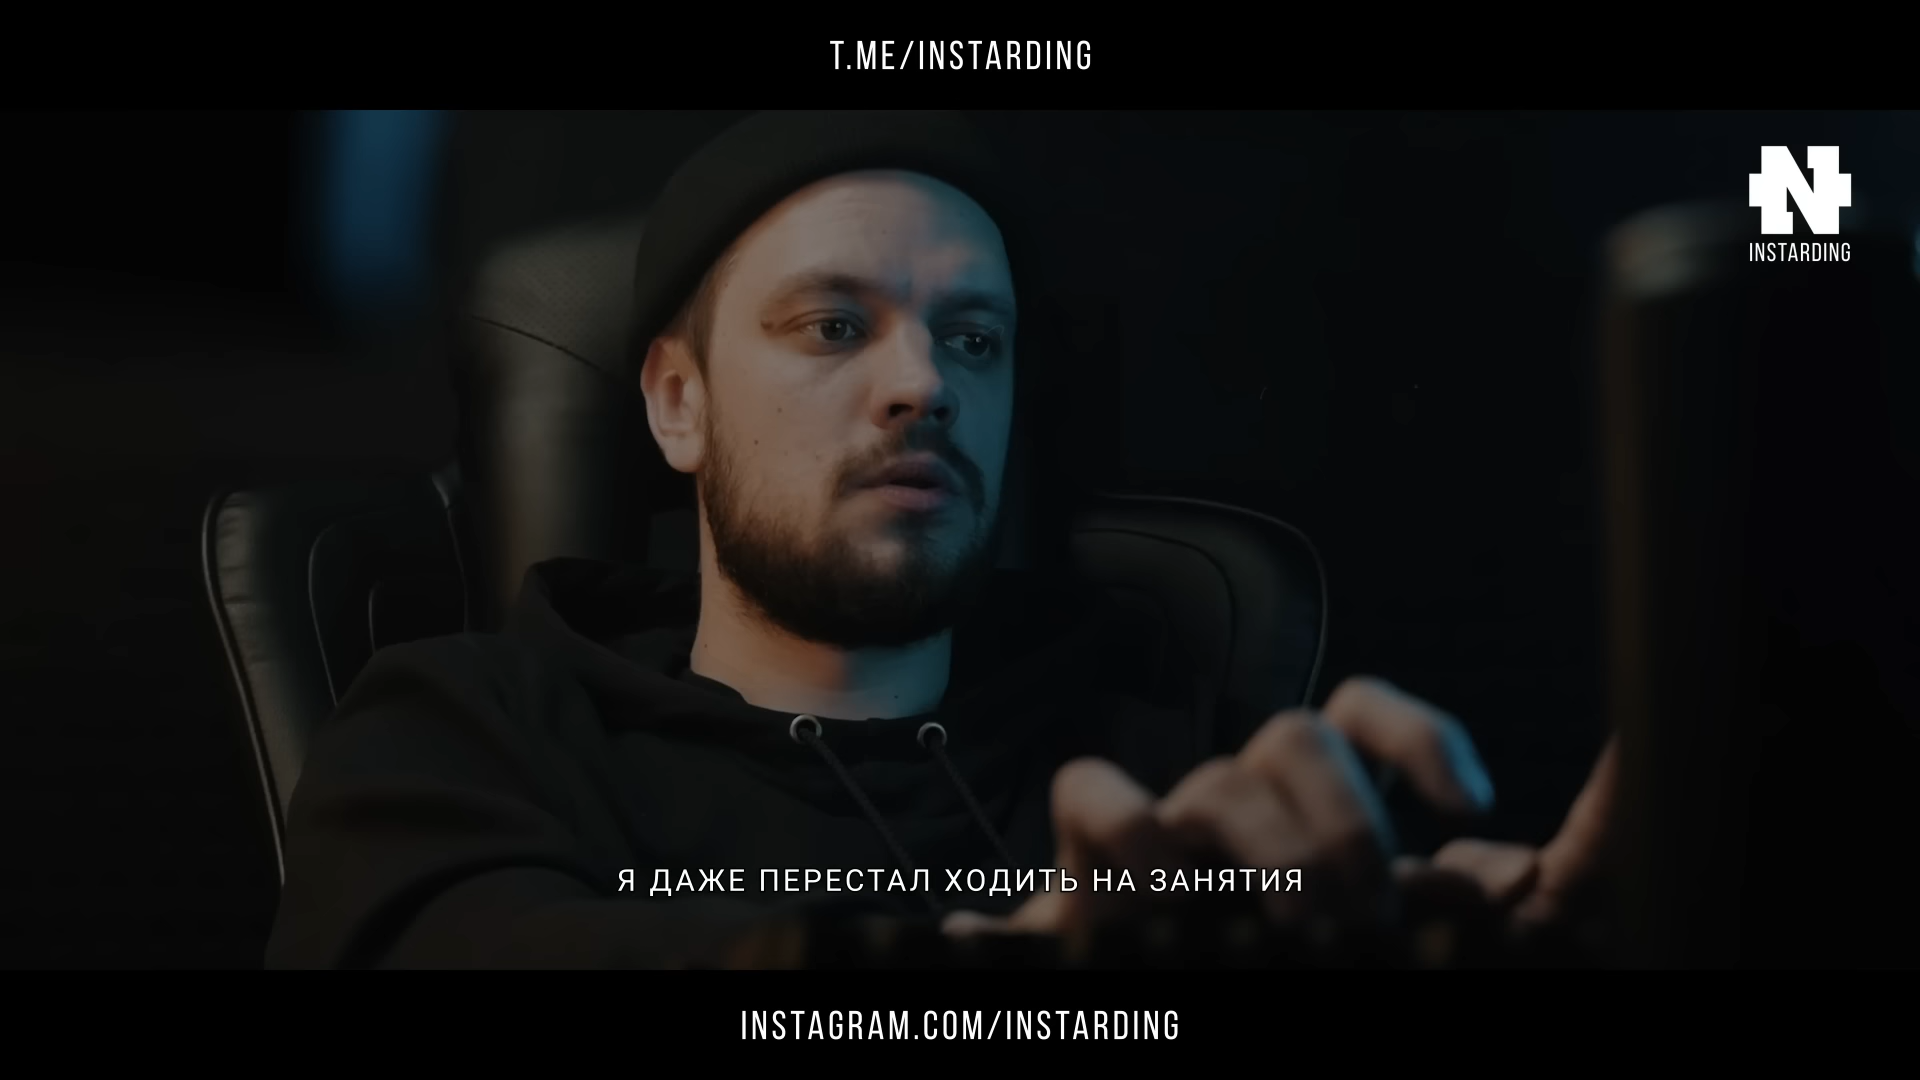 T.ME/INSTARDING
N
INSTARDING
Я ДАЖЕ ПЕРЕСТАЛ ХОДИТЬ НА ЗАНЯТИЯ
INSTAGRAM.COM/INSTARDING